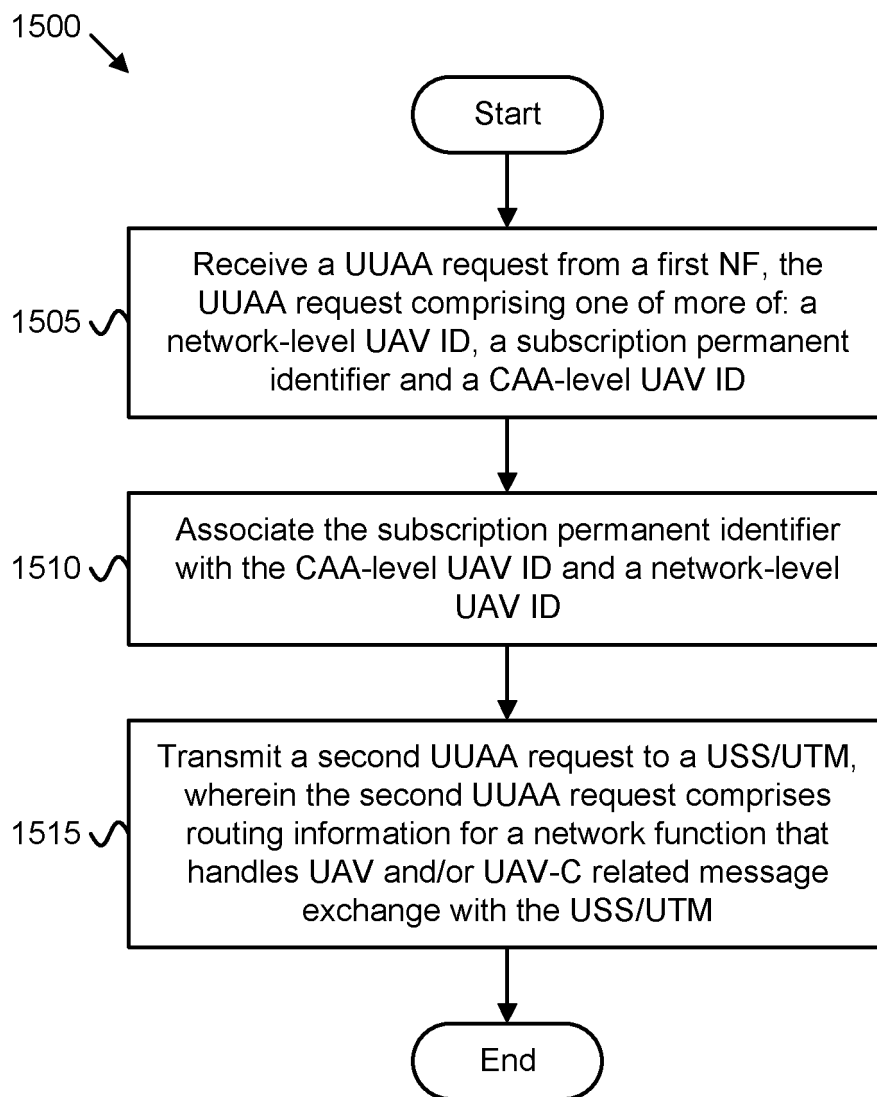 1500
Start
1505
Receive a UUAA request from a first NF, the
UUAA request comprising one of more of: a
network-level UAV ID, a subscription permanent
identifier and a CAA-level UAV ID
1510
Associate the subscription permanent identifier
with the CAA-level UAV ID and a network-level
UAV ID
1515
Transmit a second UUAA request to a USS/UTM,
wherein the second UUAA request comprises
routing information for a network function that
handles UAV and/or UAV-C related message
exchange with the USS/UTM
End